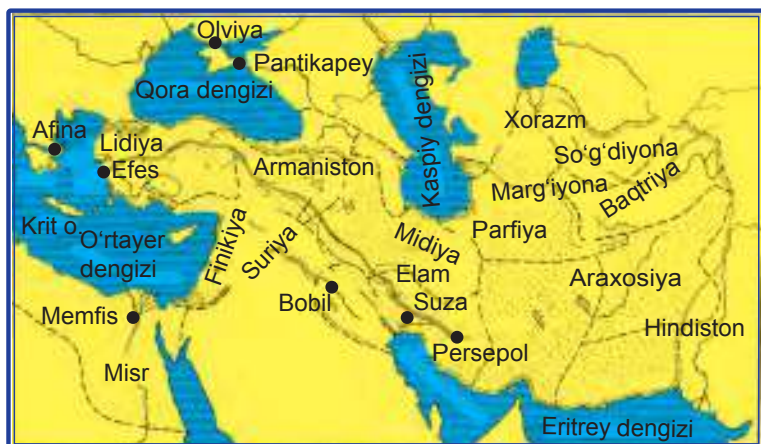 Olviya
Pantikapey
Qora dengizi
Kaspiy dengizi
Xorazm
Afina
Lidiya
Efes
Armaniston
So‘g‘diyona
Marg‘iyona
Baqtriya
Krit o.
O‘rtayer
dengizi
Finikiya
Suriya
Midiya
Parfiya
Elam
Araxosiya
Bobil
Suza
Memfis
Hindiston
Persepol
Misr
Eritrey dengizi